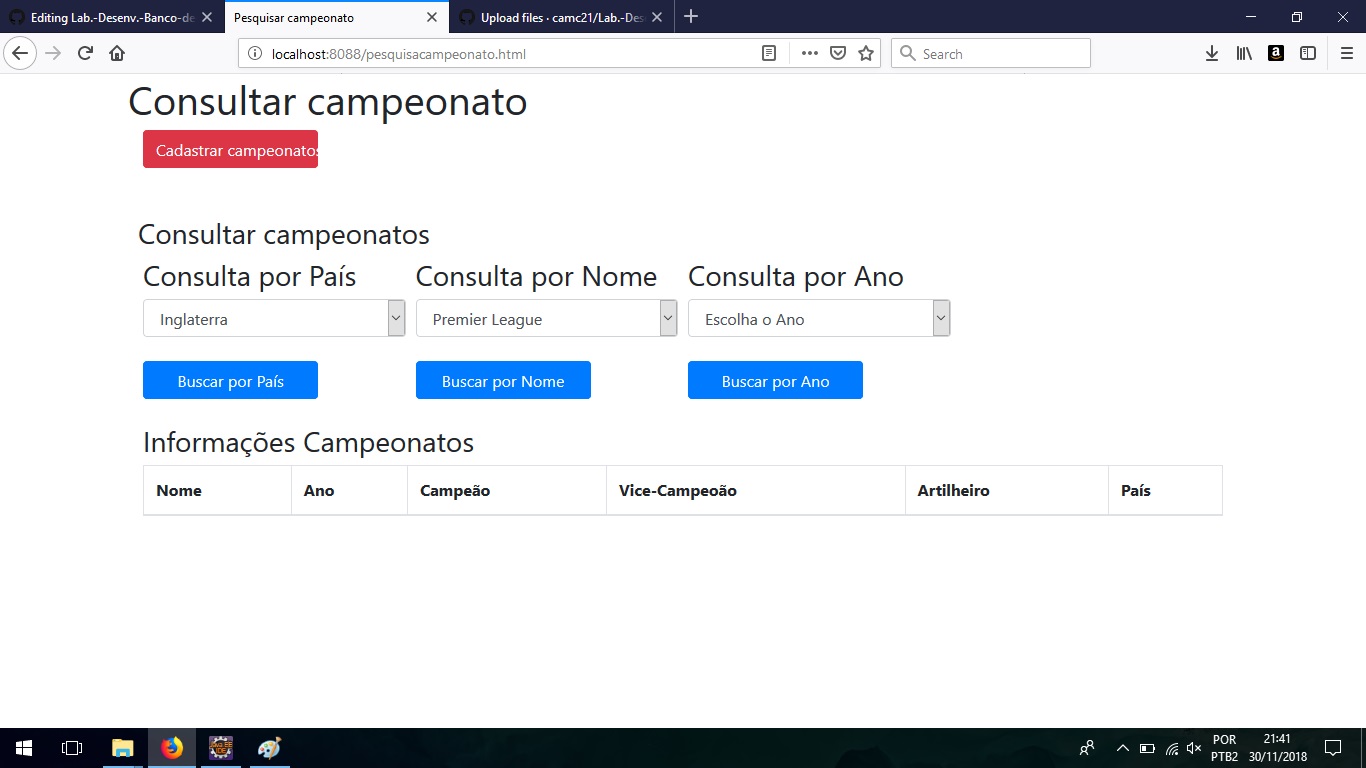 Editing Lab.-Desenv.-Banco-de
Pesquisar campeonato
Upload files · camc21/Lab.-Des
localhost:8088/pesquisacampeonato.html
Search
Consultar campeonato
Cadastrar campeonatos
Consultar campeonatos
Consulta por País Consulta por Nome Consulta por Ano
Inglaterra Premier League Escolha o Ano
Buscar por País Buscar por Nome Buscar por Ano
Informações Campeonatos
Nome Ano Campeão Vice-Campeoão Artilheiro País
POR 21:41
PTB2 30/11/2018